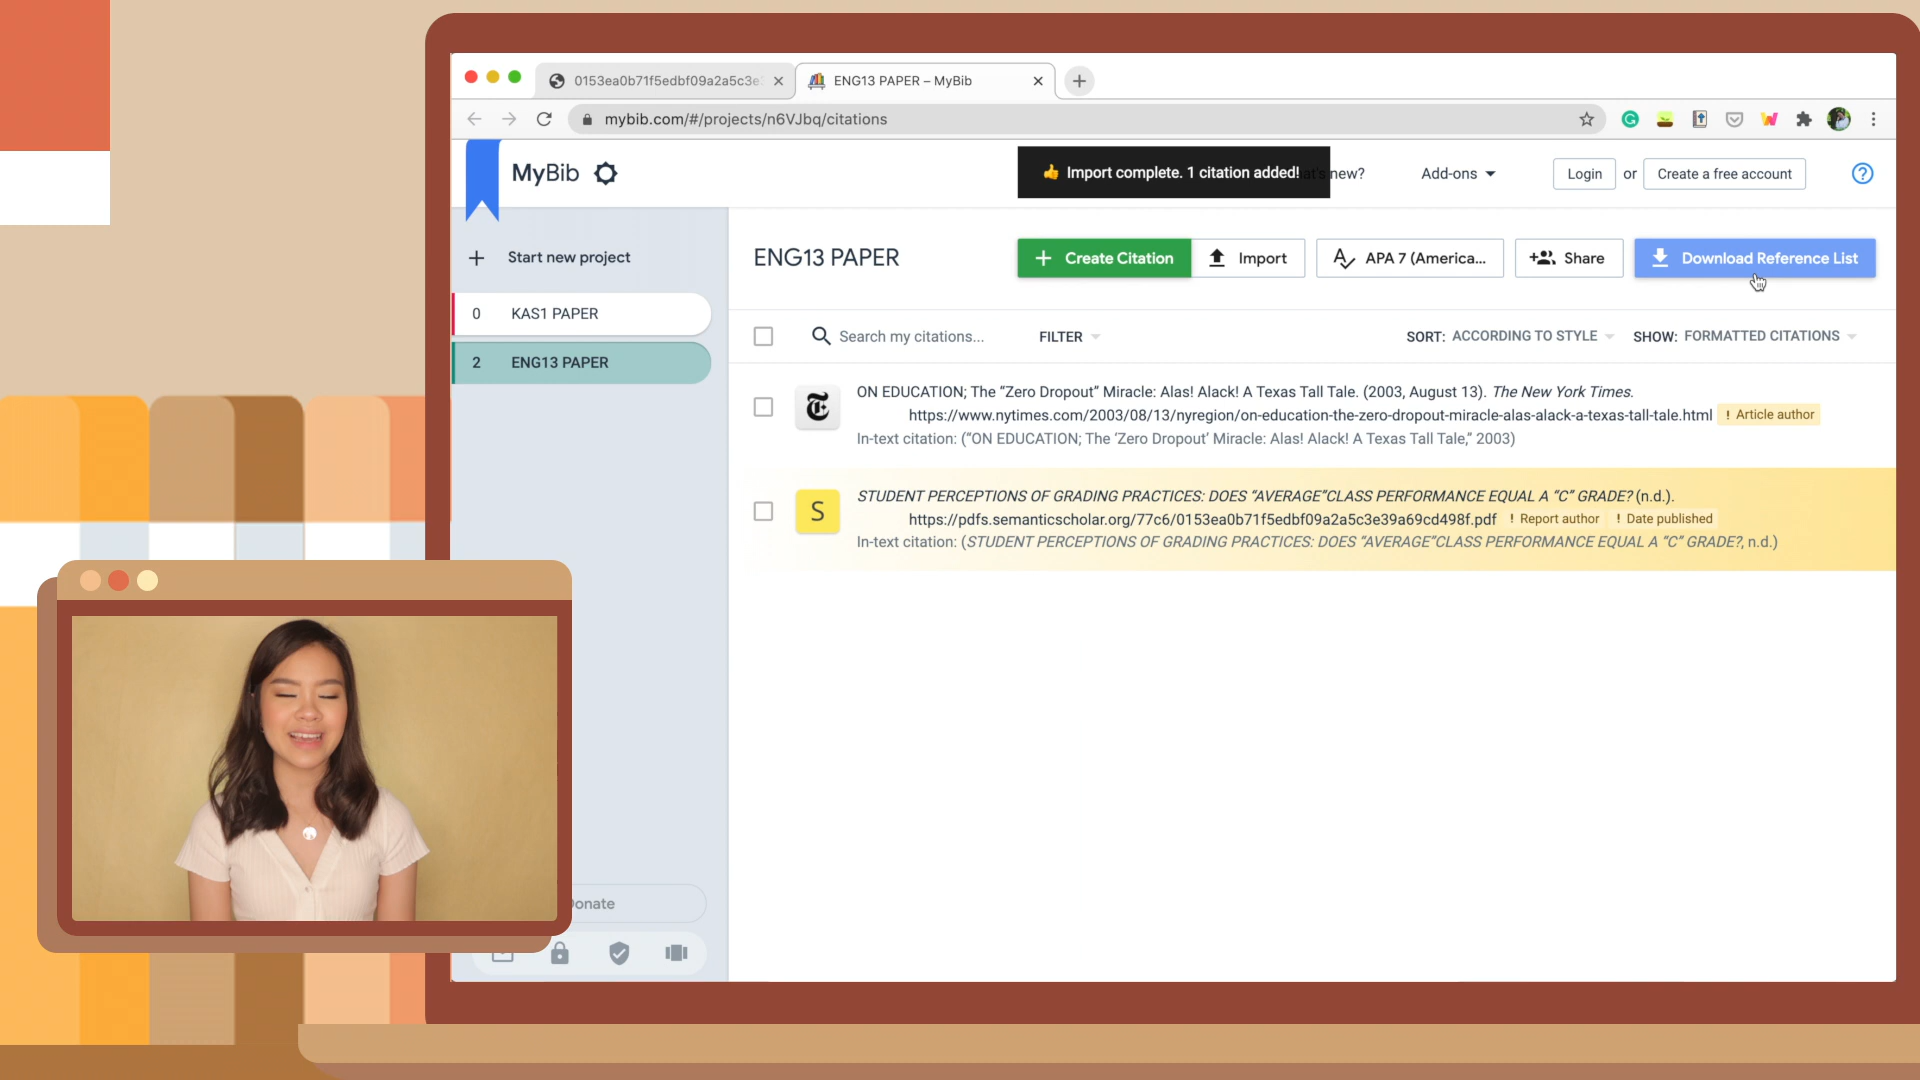 0153ea0b71f5edbf09a2a5c3e
ENG13 PAPER – MyBib
mybib.com/#/projects/n6VJbq/citations
MyBib
👍 Import complete. 1 citation added!
new?
Add-ons
Login or Create a free account
Start new project
0 KAS1 PAPER
2 ENG13 PAPER
ENG13 PAPER
+ Create Citation
Import
APA 7 (America...
Share
Download Reference List
Search my citations...
FILTER
SORT: ACCORDING TO STYLE
SHOW: FORMATTED CITATIONS
ON EDUCATION; The “Zero Dropout” Miracle: Alas! Alack! A Texas Tall Tale. (2003, August 13). The New York Times.
https://www.nytimes.com/2003/08/13/nyregion/on-education-the-zero-dropout-miracle-alas-alack-a-texas-tall-tale.html ! Article author
In-text citation: (“ON EDUCATION; The ‘Zero Dropout’ Miracle: Alas! Alack! A Texas Tall Tale,” 2003)
S
STUDENT PERCEPTIONS OF GRADING PRACTICES: DOES “AVERAGE”CLASS PERFORMANCE EQUAL A “C” GRADE? (n.d.).
https://pdfs.semanticscholar.org/77c6/0153ea0b71f5edbf09a2a5c3e39a69cd498f.pdf ! Report author ! Date published
In-text citation: (STUDENT PERCEPTIONS OF GRADING PRACTICES: DOES “AVERAGE”CLASS PERFORMANCE EQUAL A “C” GRADE?, n.d.)